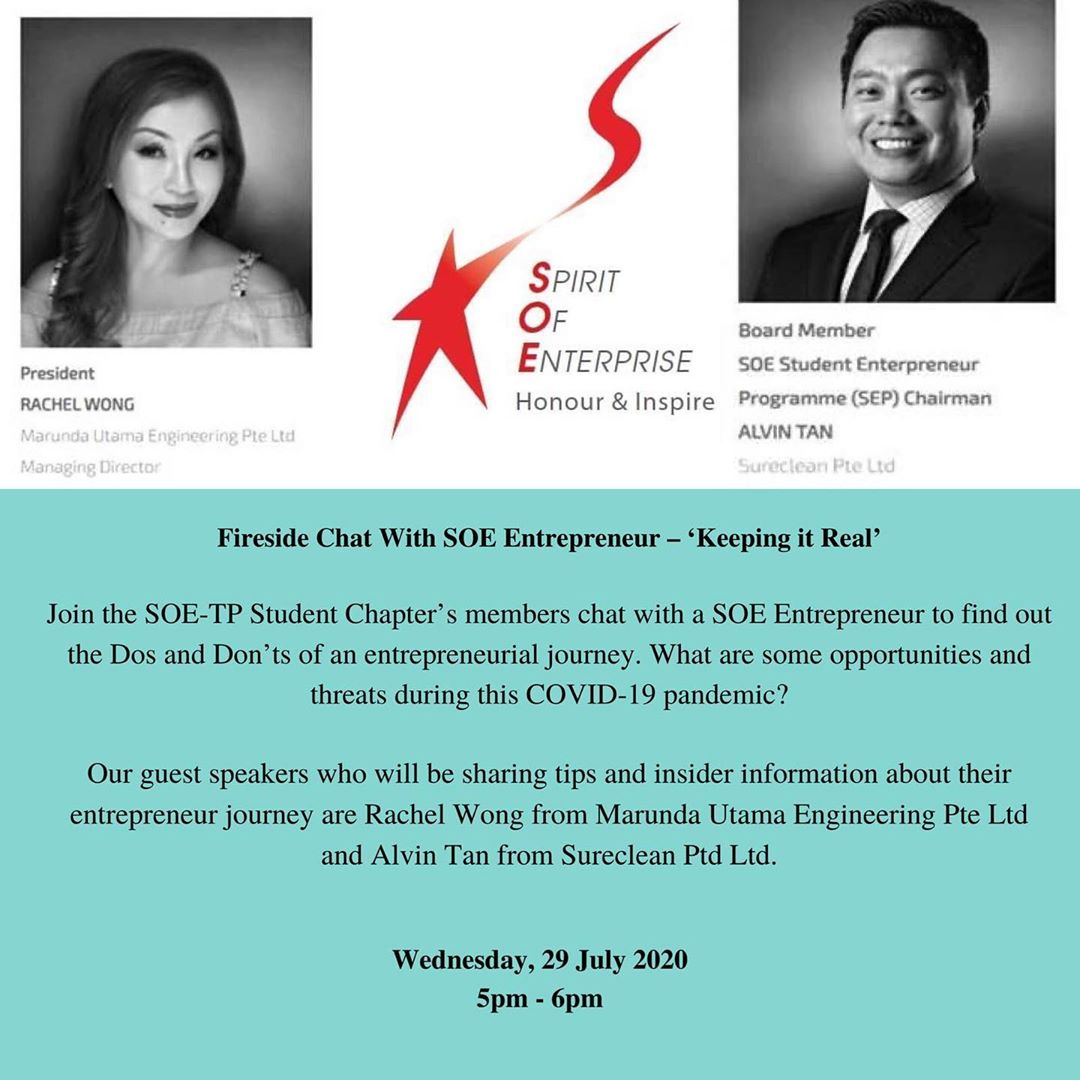 President
RACHEL WONG
Marunda Utama Engineering Pte Ltd
Managing Director
SPIRIT
OF
ENTERPRISE
Honour & Inspire
Board Member
SOE Student Enterpreneur
Programme (SEP) Chairman
ALVIN TAN
Sureclean Pte Ltd
Fireside Chat With SOE Entrepreneur – ‘Keeping it Real’
Join the SOE-TP Student Chapter’s members chat with a SOE Entrepreneur to find out
the Dos and Don’ts of an entrepreneurial journey. What are some opportunities and
threats during this COVID-19 pandemic?
Our guest speakers who will be sharing tips and insider information about their
entrepreneur journey are Rachel Wong from Marunda Utama Engineering Pte Ltd
and Alvin Tan from Sureclean Ptd Ltd.
Wednesday, 29 July 2020
5pm - 6pm